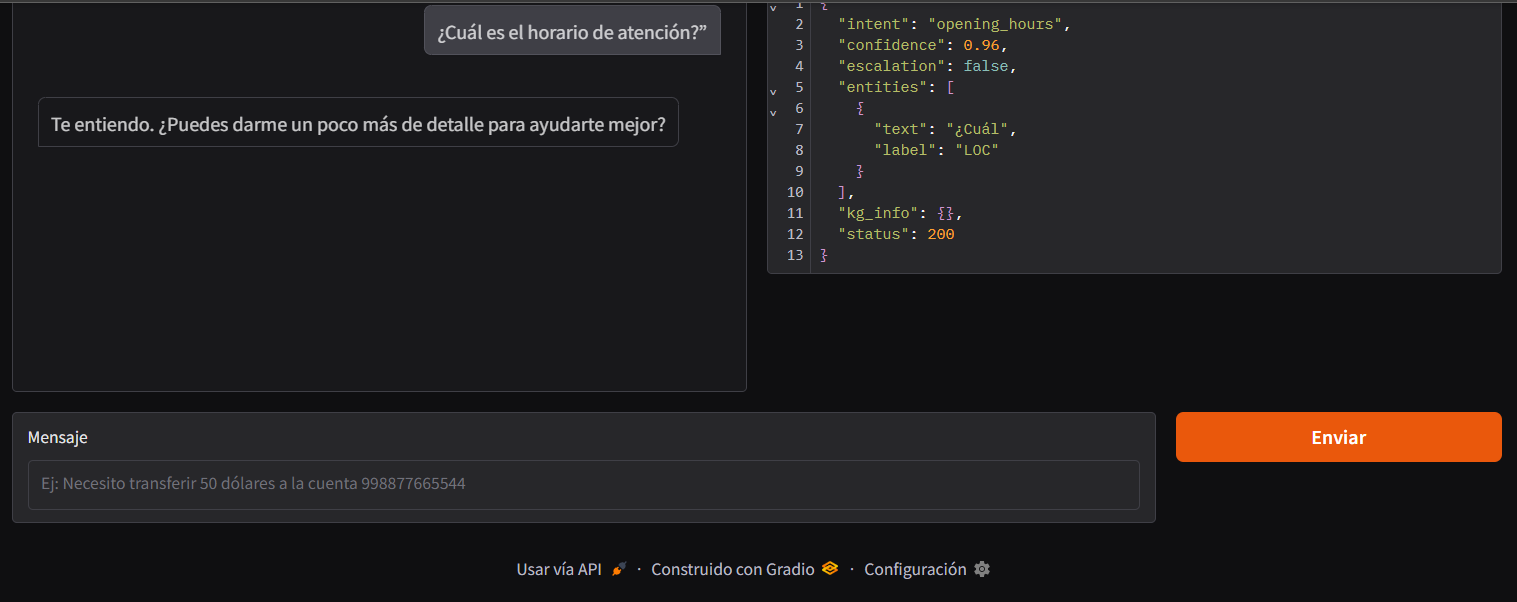 ¿Cuál es el horario de atención?”
Te entiendo. ¿Puedes darme un poco más de detalle para ayudarte mejor?
1 {
2 "intent": "opening_hours",
3 "confidence": 0.96,
4 "escalation": false,
5 "entities": [
6 {
7 "text": "¿Cuál",
8 "label": "LOC"
9 }
10 ],
11 "kg_info": {},
12 "status": 200
13 }
Mensaje
Ej: Necesito transferir 50 dólares a la cuenta 998877665544
Enviar
Usar vía API · Construido con Gradio · Configuración